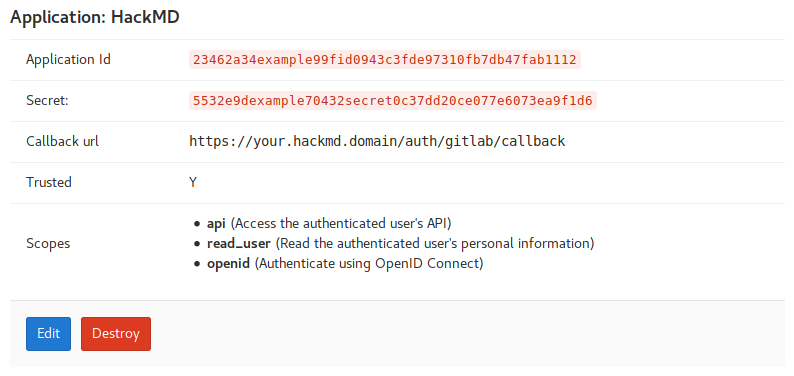 Application: HackMD
Application Id 23462a34example99fid0943c3fde97310fb7db47fab1112
Secret: 5532e9dexample70432secret0c37dd20ce077e6073ea9f1d6
Callback url https://your.hackmd.domain/auth/gitlab/callback
Trusted Y
Scopes
• api (Access the authenticated user's API)
• read_user (Read the authenticated user's personal information)
• openid (Authenticate using OpenID Connect)
Edit Destroy